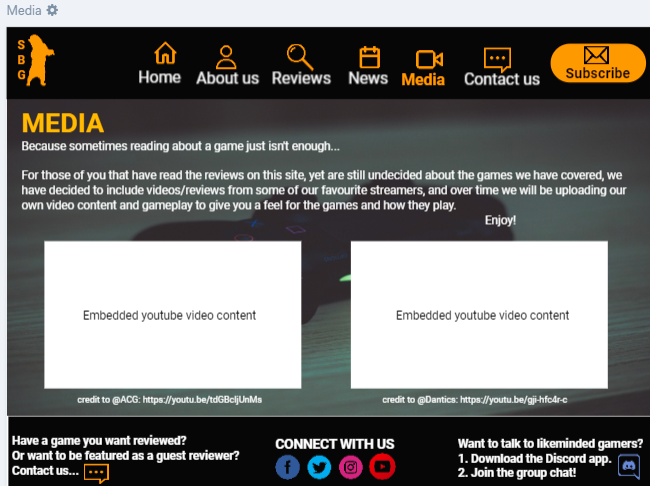 Media
S
B
G
Home
About us
Reviews
News
Media
Contact us
Subscribe
MEDIA
Because sometimes reading about a game just isn't enough...
For those of you that have read the reviews on this site, yet are still undecided about the games we have covered, we
have decided to include videos/reviews from some of our favourite streamers, and over time we will be uploading our
own video content and gameplay to give you a feel for the games and how they play.
Enjoy!
Embedded youtube video content
Embedded youtube video content
credit to @ACG: https://youtu.be/tdGBcIjUnMs
credit to @Dantics: https://youtu.be/gji-hfc4r-c
Have a game you want reviewed?
Or want to be featured as a guest reviewer?
Contact us...
CONNECT WITH US
Want to talk to likeminded gamers?
1. Download the Discord app.
2. Join the group chat!